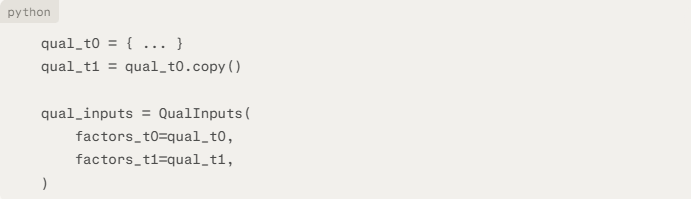 python
qual_t0 = { ... }
qual_t1 = qual_t0.copy()
qual_inputs = QualInputs(
factors_t0=qual_t0,
factors_t1=qual_t1,
)